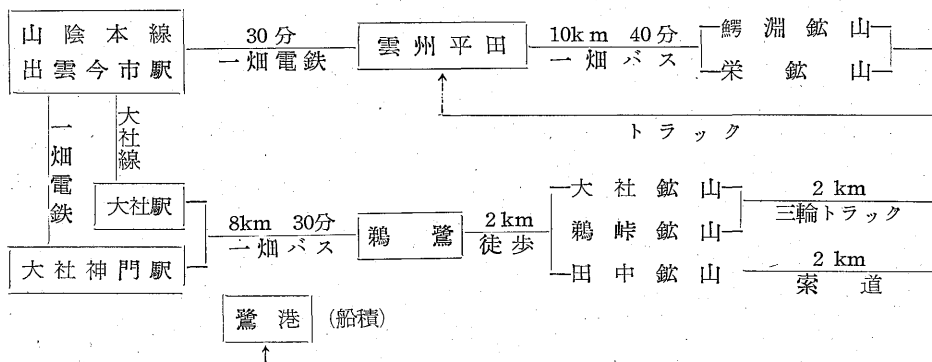 山陰本線
出雲今市駅
30分
一畑電鉄
雲州平田
10km 40分
一畑バス
鰐淵鉱山
栄鉱山
トラック
一畑電鉄
大社線
大社駅
大社神門駅
8km 30分
一畑バス
鵜鷺
2km
徒歩
大社鉱山
鵜峠鉱山
田中鉱山
2km
三輪トラック
2km
索道
鷺港 (船積)